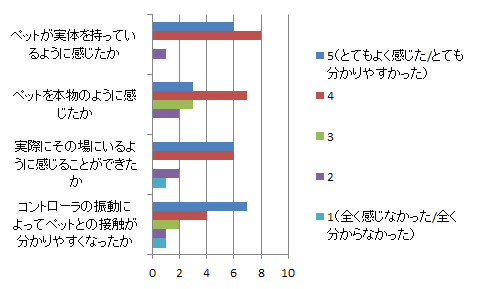 ペットが実体を持ってい
るように感じたか
ペットを本物のように感
じたか
実際にその場にいるよ
うに感じることができた
か
コントローラの振動に
よってペットとの接触が
分かりやすくなったか
0 2 4 6 8 10
5(とてもよく感じた/とても
分かりやすかった)
4
3
2
1(全く感じなかった/全く
分からなかった)